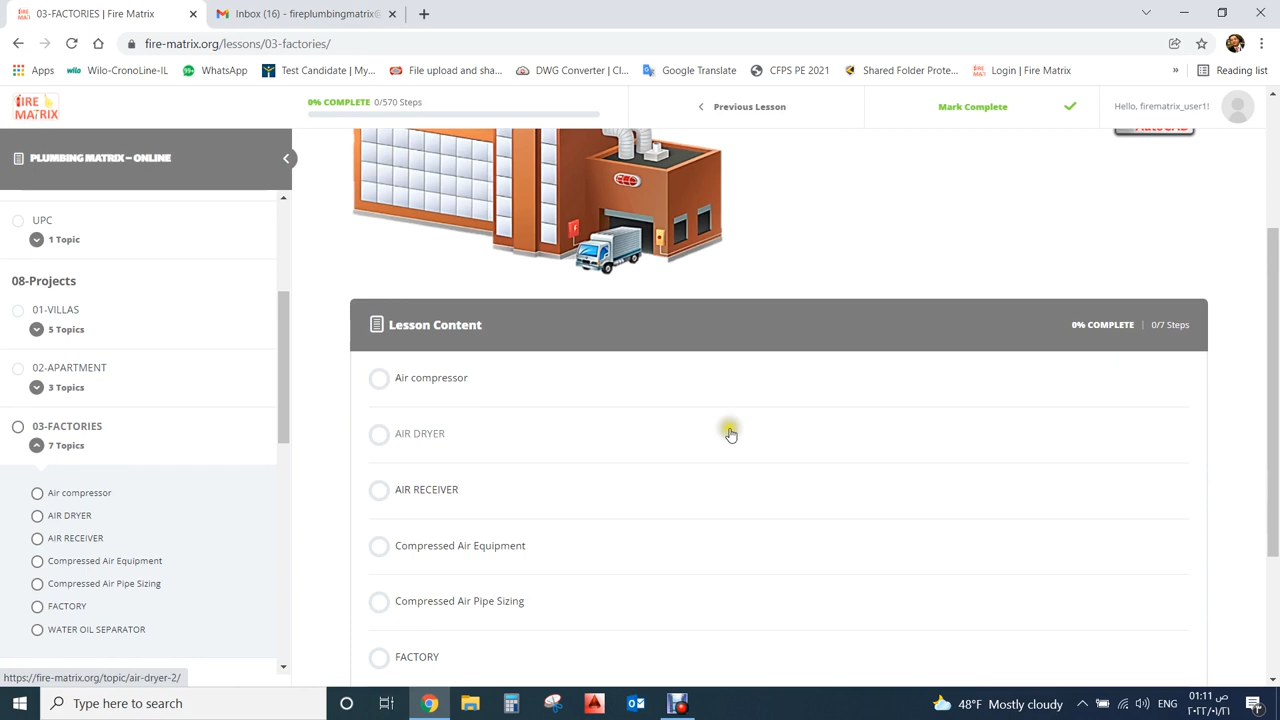 03-FACTORIES | Fire Matrix
Inbox (16) - fireplumbingmatrix@
fire-matrix.org/lessons/03-factories/
Apps
Wilo-CronoLine-IL
99+
WhatsApp
Test Candidate | My...
File upload and sha...
DWG Converter | Cl...
Google Translate
CFPS PE 2021
Shared Folder Prote...
Login | Fire Matrix
»
Reading list
FIRE MATRIX
0% COMPLETE 0/570 Steps
Previous Lesson
Mark Complete
Hello, firematrix_user1!
PLUMBING MATRIX – ONLINE
AutoCAD
UPC
1 Topic
08-Projects
01-VILLAS
5 Topics
02-APARTMENT
3 Topics
03-FACTORIES
7 Topics
Air compressor
AIR DRYER
AIR RECEIVER
Compressed Air Equipment
Compressed Air Pipe Sizing
FACTORY
WATER OIL SEPARATOR
Lesson Content
0% COMPLETE | 0/7 Steps
Air compressor
AIR DRYER
AIR RECEIVER
Compressed Air Equipment
Compressed Air Pipe Sizing
FACTORY
https://fire-matrix.org/topic/air-dryer-2/
Type here to search
48°F Mostly cloudy
ENG
01:11 ص